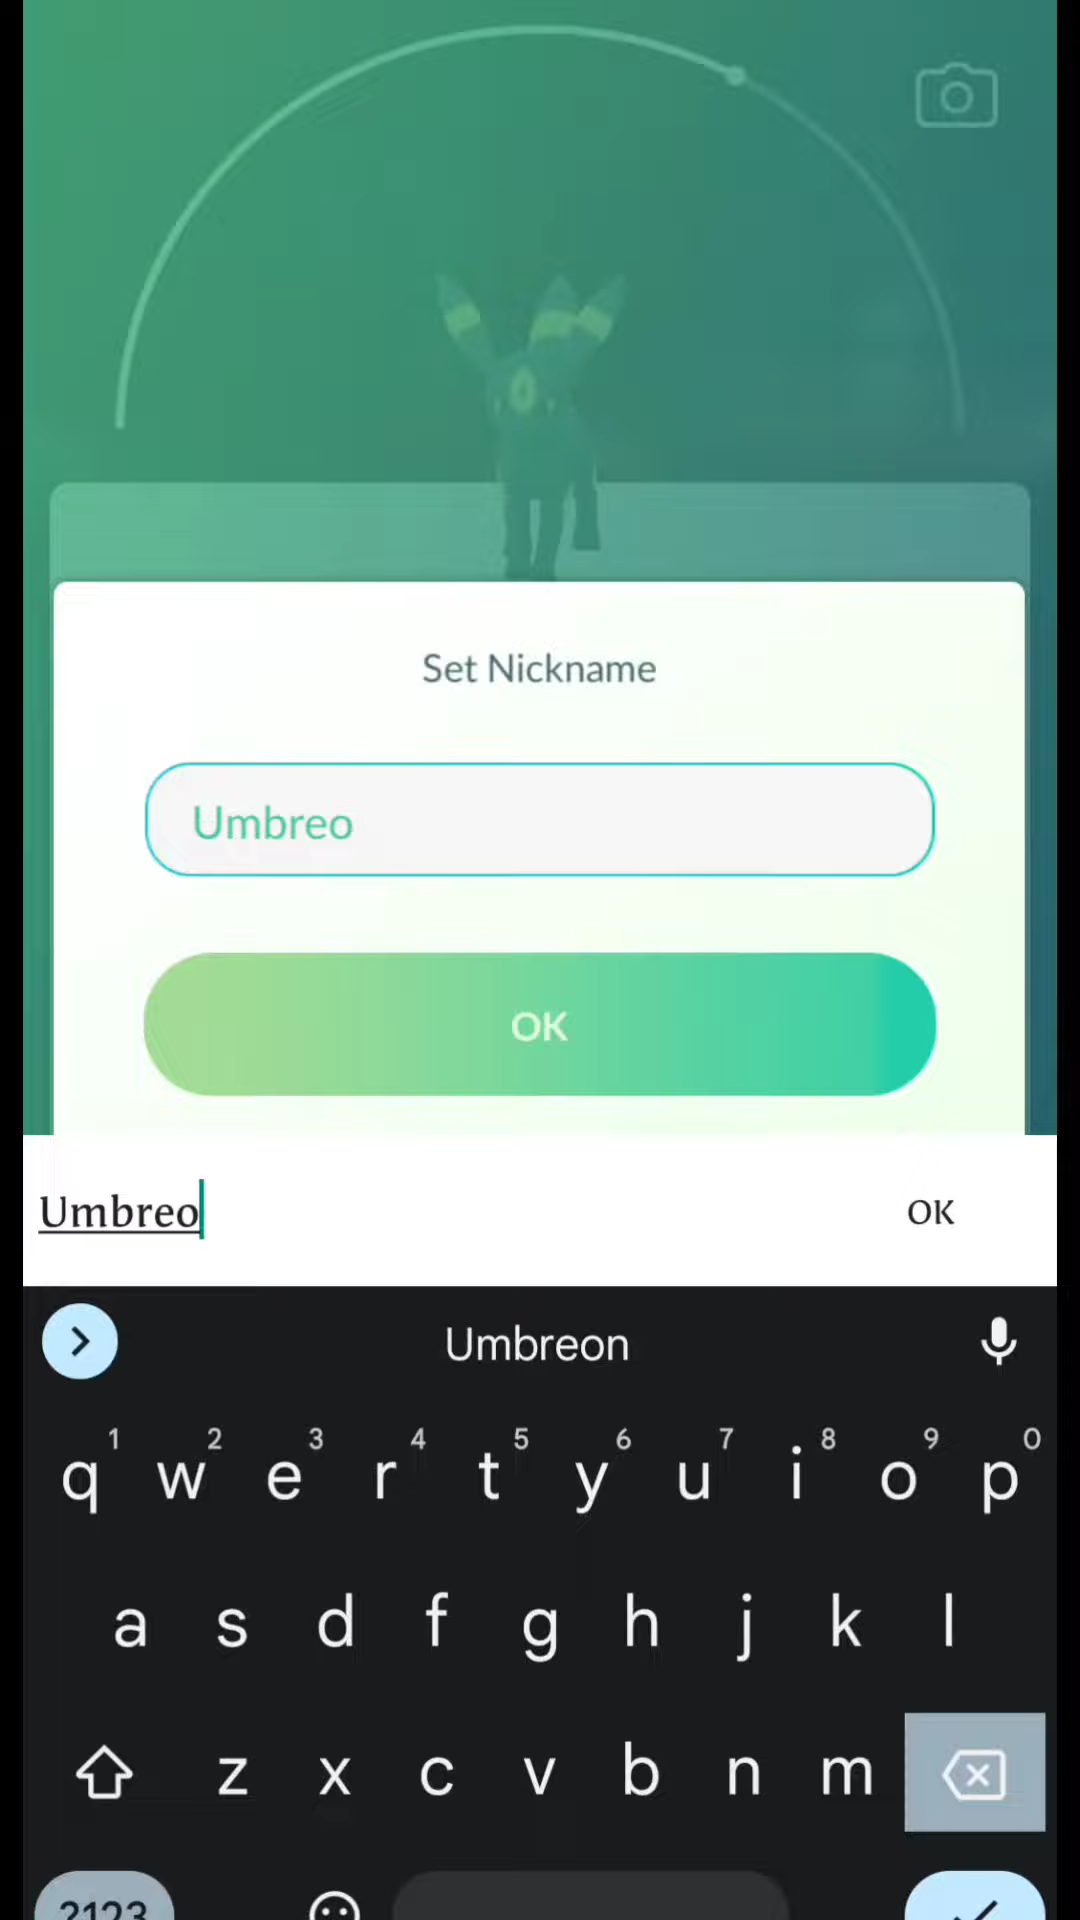 Set Nickname
Umbreo
OK
Umbreo OK
Umbreon
1 2 3 4 5 6 7 8 9 0
q w e r t y u i o p
a s d f g h j k l
z x c v b n m
?123